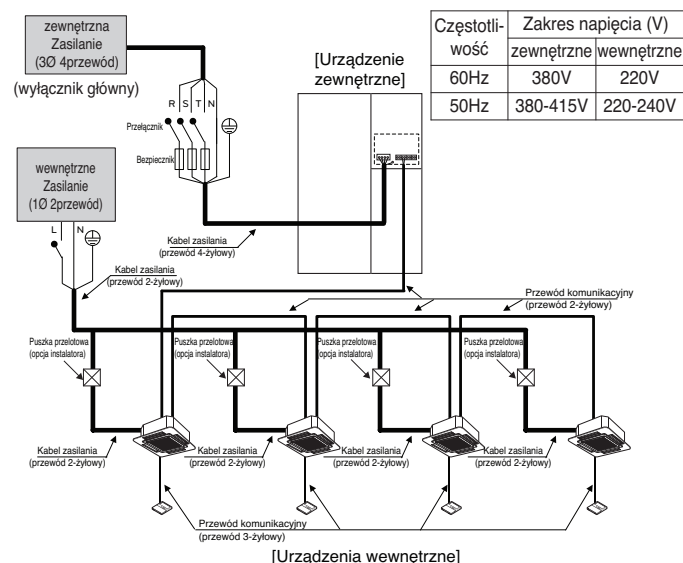 zewnętrzna
Zasilanie
(3Ø 4przewód)
(wyłącznik główny)
R S T N
Przełącznik
Bezpiecznik
[Urządzenie
zewnętrzne]
Częstotli-
wość
Zakres napięcia (V)
zewnętrzne wewnętrzne
60Hz 380V 220V
50Hz 380-415V 220-240V
wewnętrzne
Zasilanie
(1Ø 2przewód)
L N
Kabel zasilania
(przewód 4-żyłowy)
Kabel zasilania
(przewód 2-żyłowy)
Przewód komunikacyjny
(przewód 2-żyłowy)
Puszka przelotowa
(opcja instalatora)
Puszka przelotowa
(opcja instalatora)
Puszka przelotowa
(opcja instalatora)
Puszka przelotowa
(opcja instalatora)
Kabel zasilania
(przewód 2-żyłowy)
Kabel zasilania
(przewód 2-żyłowy)
Kabel zasilania
(przewód 2-żyłowy)
Kabel zasilania
(przewód 2-żyłowy)
Przewód komunikacyjny
(przewód 3-żyłowy)
[Urządzenia wewnętrzne]